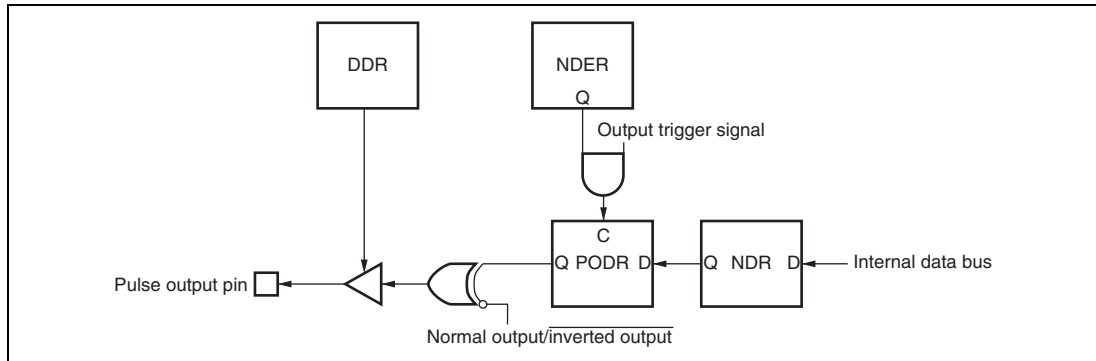 DDR
NDER
Q
Output trigger signal
C
Q PODR D
Q NDR D
Internal data bus
Pulse output pin
Normal output/inverted output